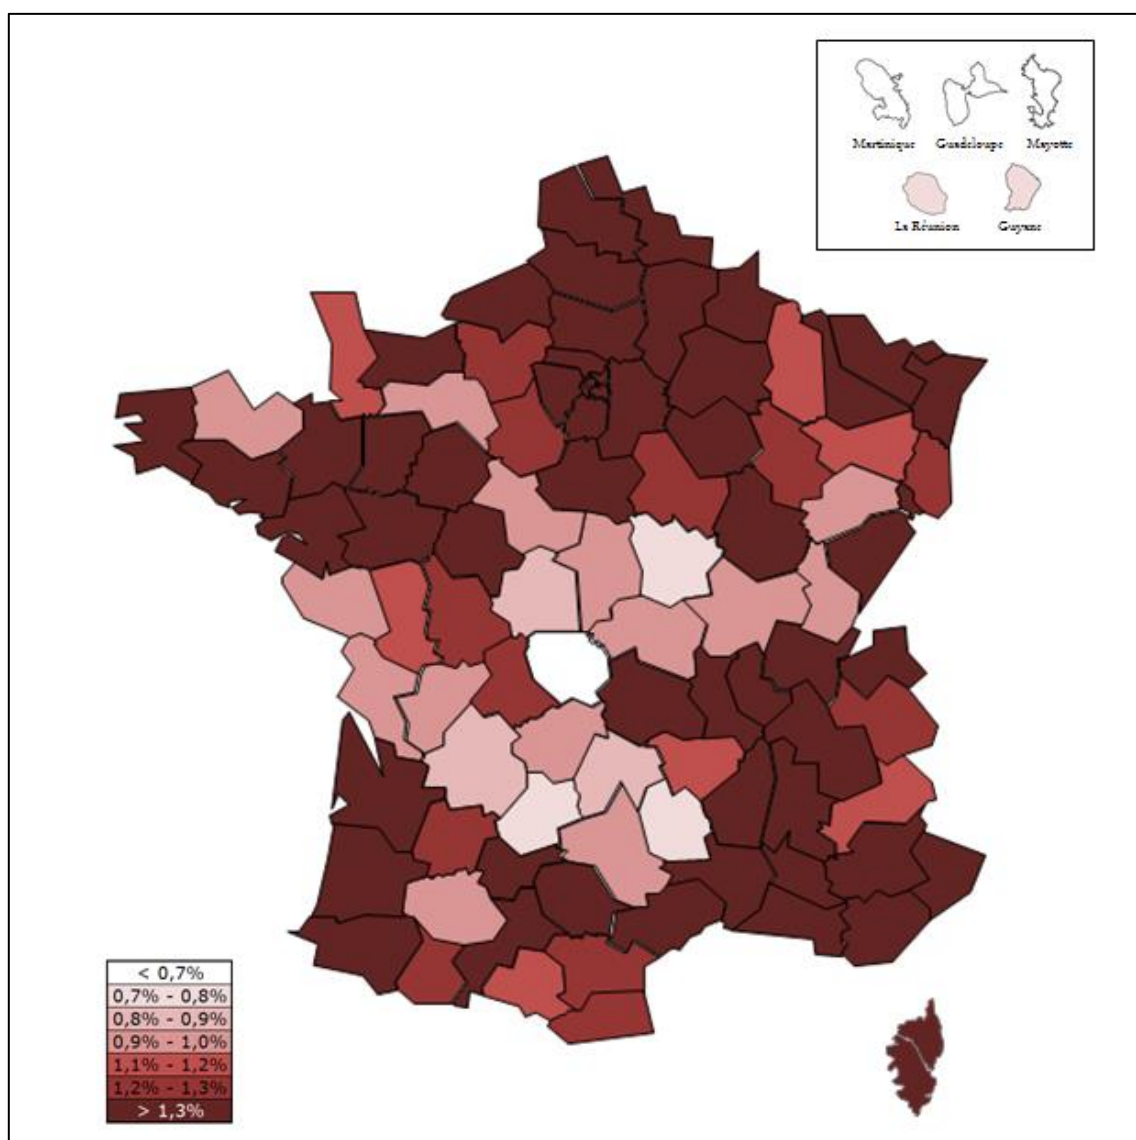 Martinique Guadeloupe Mayotte
La Réunion Guyane
< 0,7%
0,7% - 0,8%
0,8% - 0,9%
0,9% - 1,0%
1,1% - 1,2%
1,2% - 1,3%
> 1,3%